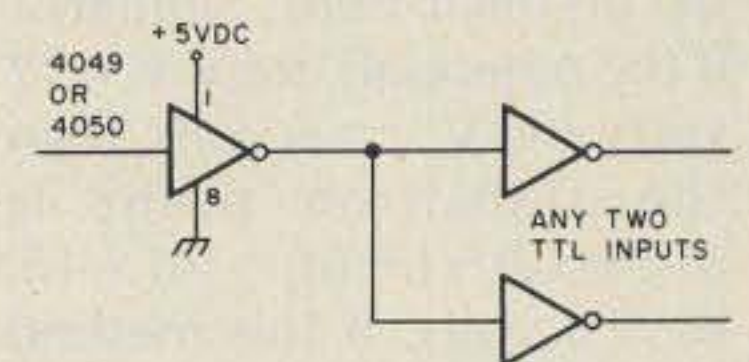 +5VDC
4049
OR
4050
1
8
ANY TWO
TTL INPUTS